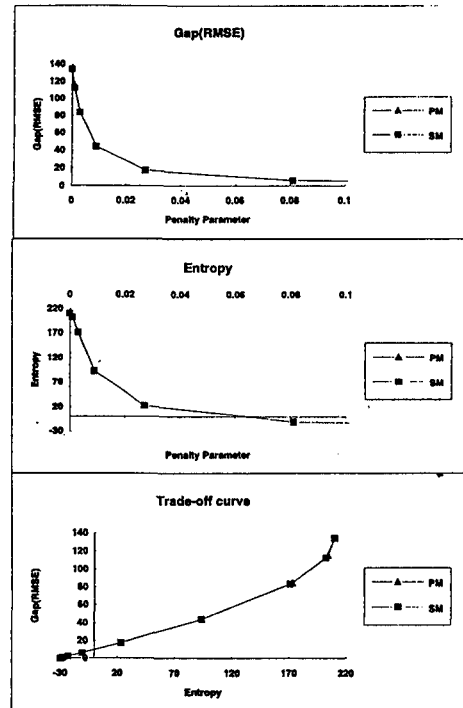 Gap(RMSE)
140
120
100
80
60
40
20
0
Gap(RMSE)
0 0.02 0.04 0.06 0.08 0.1
Penalty Parameter
PM
SM
Entropy
0 0.02 0.04 0.06 0.08 0.1
220
170
120
70
20
-30
Entropy
Penalty Parameter
PM
SM
Trade-off curve
140
120
100
80
60
40
20
0
Gap(RMSE)
-30 20 70 120 170 220
Entropy
PM
SM